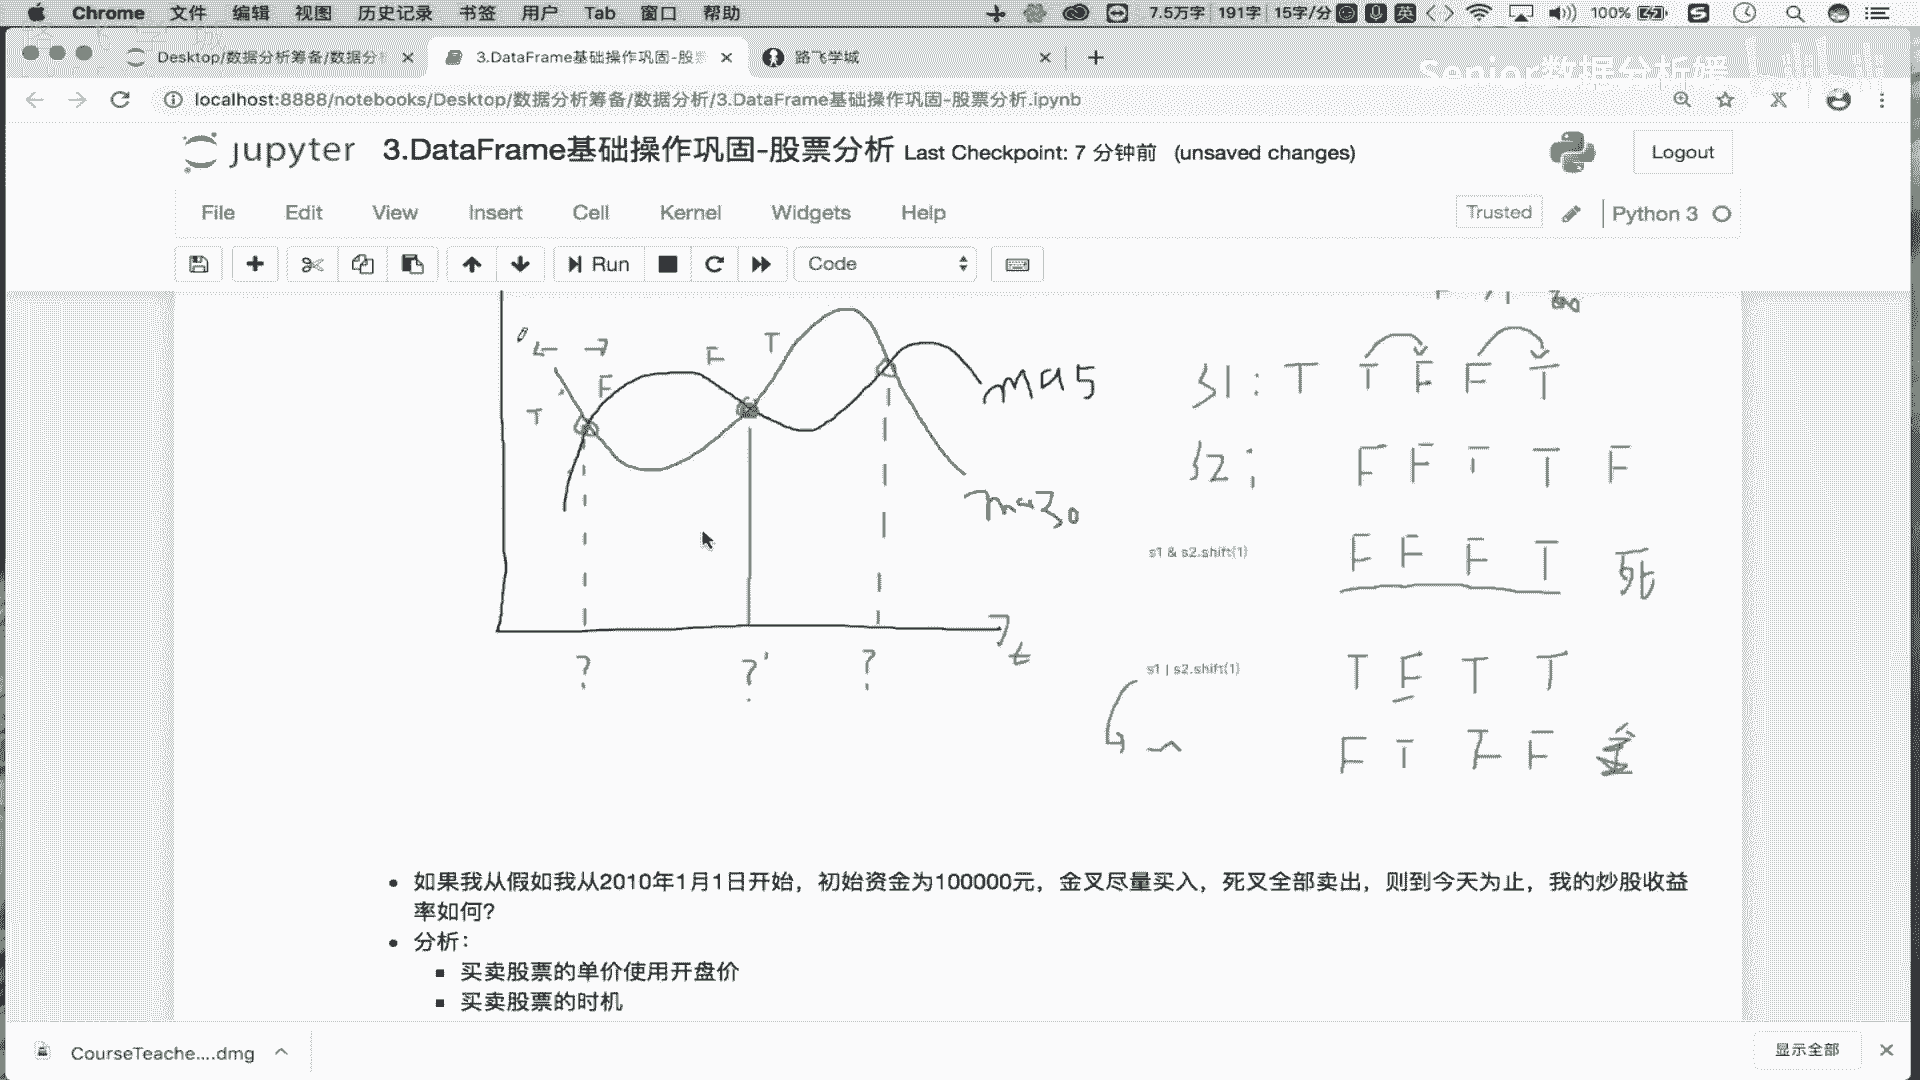 Chrome 文件 编辑 视图 历史记录 书签 用户 Tab 窗口 帮助 7.5万字 191字 15字/分 英 100%
Desktop/数据分析筹备/数据分析 3.DataFrame基础操作巩固-股票 路飞学城
Senior数据分析媛
localhost:8888/notebooks/Desktop/数据分析筹备/数据分析/3.DataFrame基础操作巩固-股票分析.ipynb
jupyter 3.DataFrame基础操作巩固-股票分析 Last Checkpoint: 7 分钟前 (unsaved changes) Logout
File Edit View Insert Cell Kernel Widgets Help Trusted Python 3
Run Code
F T
T F ma5 S1: T T F F T
ma30 S2: F F T T F
s1 & s2.shift(1) F F F T 死
t
? ? ? s1 | s2.shift(1) T F T T
F T F F 金
如果我从假如我从2010年1月1日开始，初始资金为100000元，金叉尽量买入，死叉全部卖出，则到今天为止，我的炒股收益
率如何?
分析：
买卖股票的单价使用开盘价
买卖股票的时机
CourseTeache....dmg 显示全部